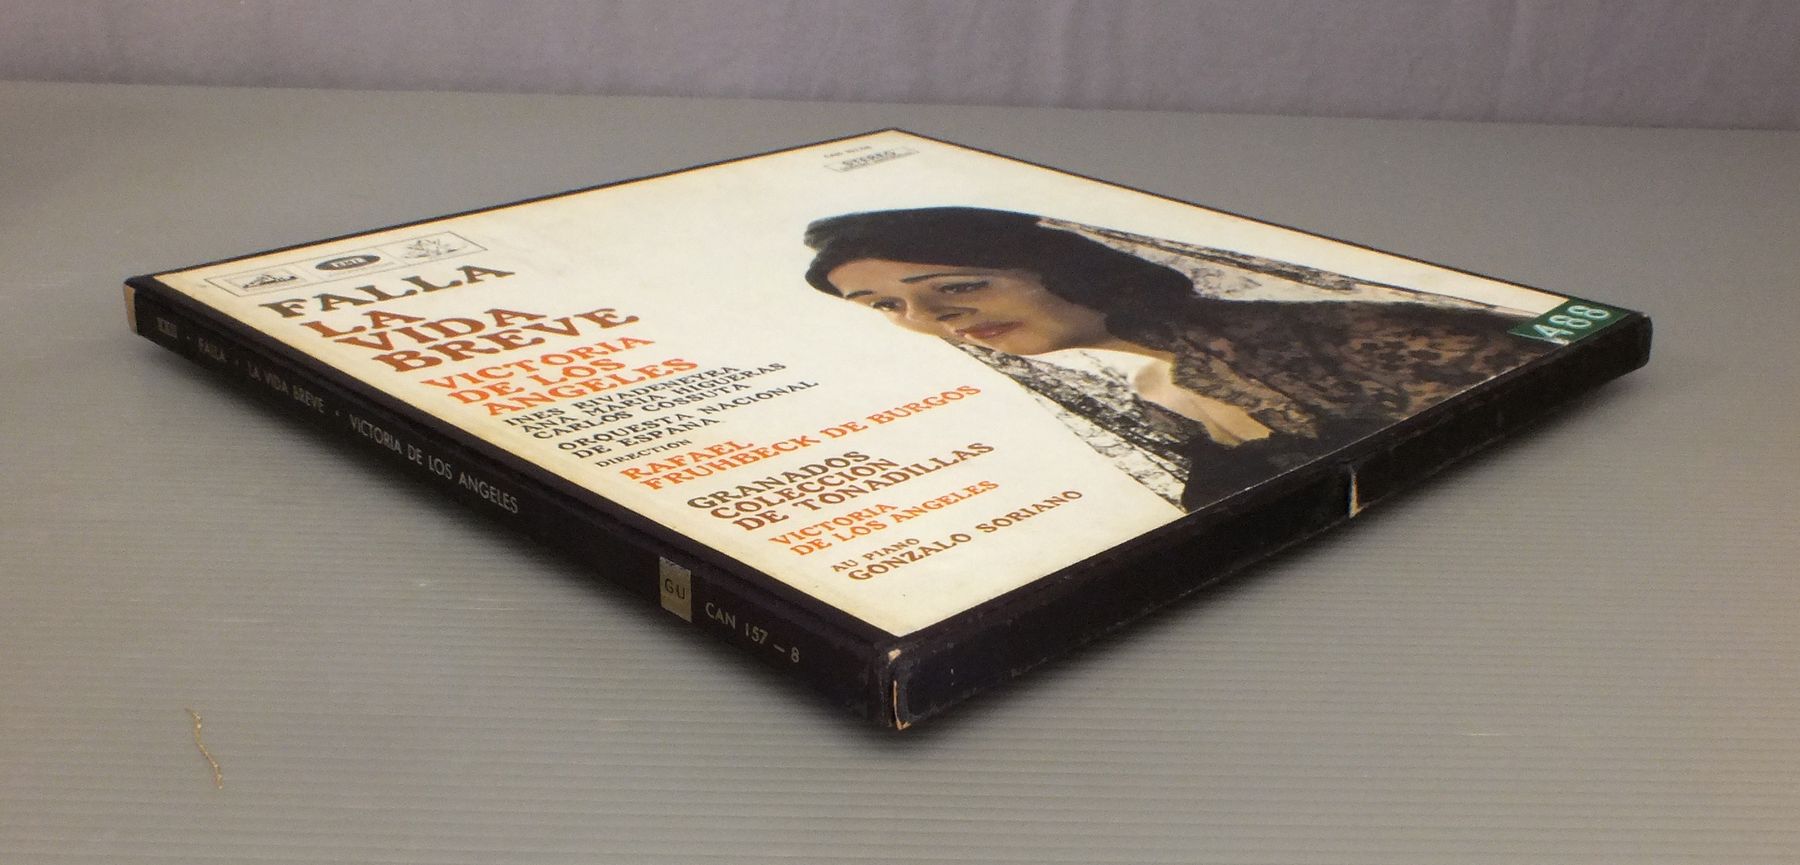 STEREO
EMI
FALLA
LA
VIDA
BREVE
VICTORIA
DE LOS
ANGELES
INES RIVADENEIRA
ANA MARIA IRIARTE
CARLOS COSSUTTA
ORQUESTA NACIONAL
DE ESPAÑA
DIRECTION
RAFAEL
FRUHBECK DE BURGOS
GRANADOS
COLECCION
DE TONADILLAS
VICTORIA
DE LOS ANGELES
AU PIANO
GONZALO SORIANO
488
FALLA • LA VIDA BREVE • VICTORIA DE LOS ANGELES
GU
CAN 157 _ 8